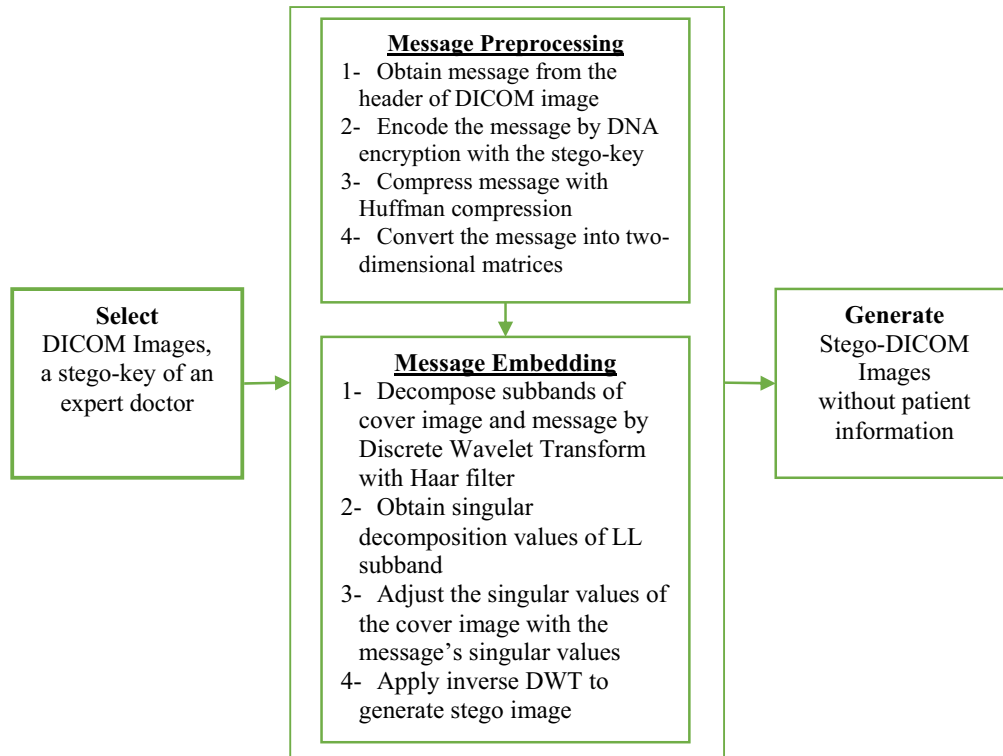 Select
DICOM Images,
a stego-key of an
expert doctor
Message Preprocessing
1- Obtain message from the
header of DICOM image
2- Encode the message by DNA
encryption with the stego-key
3- Compress message with
Huffman compression
4- Convert the message into two-
dimensional matrices
Message Embedding
1- Decompose subbands of
cover image and message by
Discrete Wavelet Transform
with Haar filter
2- Obtain singular
decomposition values of LL
subband
3- Adjust the singular values of
the cover image with the
message’s singular values
4- Apply inverse DWT to
generate stego image
Generate
Stego-DICOM
Images
without patient
information